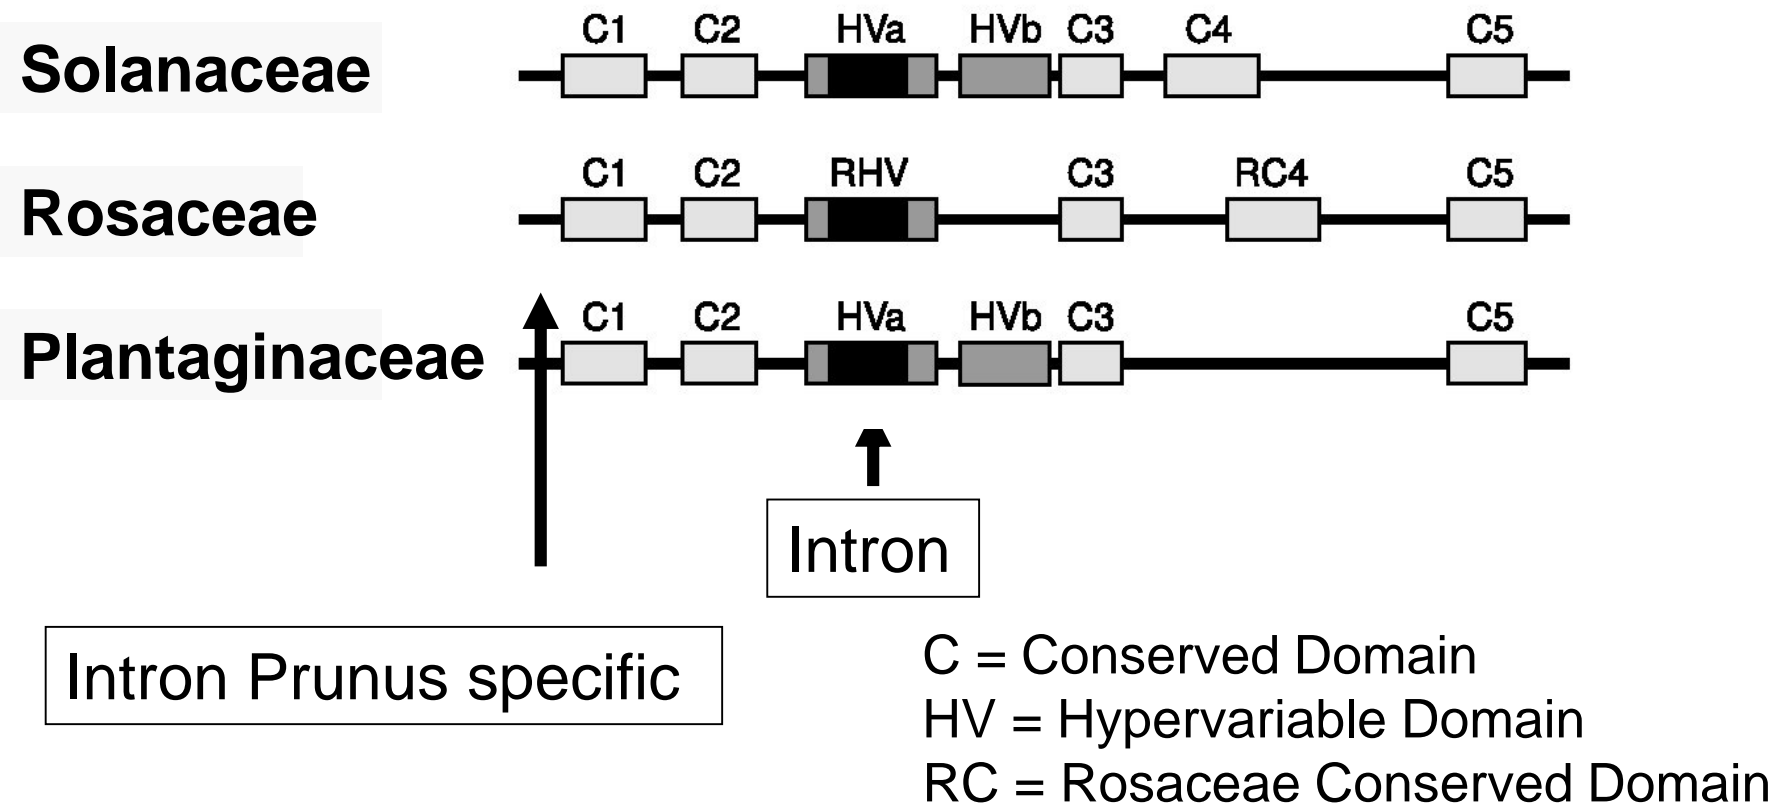 C1 C2 HVa HVb C3 C4 C5
Solanaceae
C1 C2 RHV C3 RC4 C5
Rosaceae
C1 C2 HVa HVb C3 C5
Plantaginaceae
Intron
Intron Prunus specific
C = Conserved Domain
HV = Hypervariable Domain
RC = Rosaceae Conserved Domain